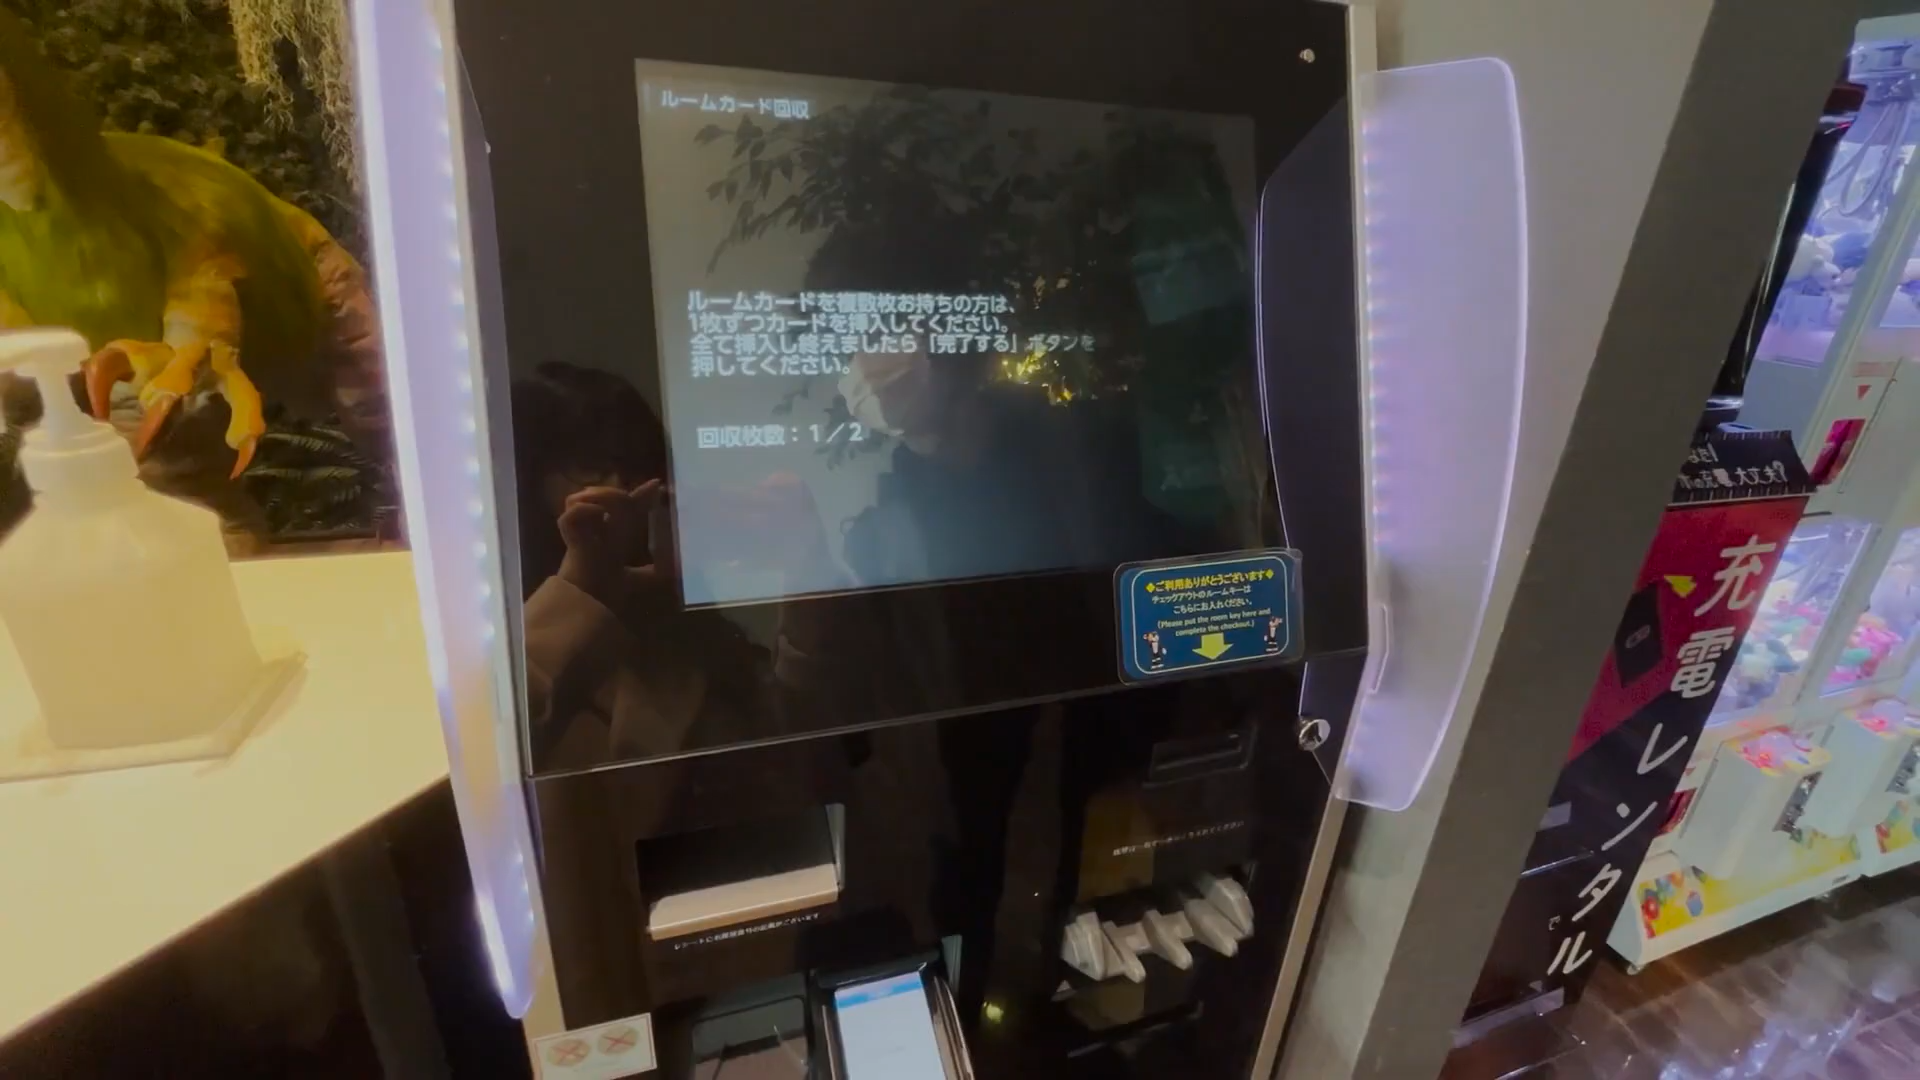 ルームカード回収
ルームカードを複数枚お持ちの方は、
1枚ずつカードを挿入してください。
全て挿入し終えましたら「完了する」ボタンを
押してください。
回収枚数：1／2
◆ご利用ありがとうございます◆
チェックアウトのルームキーは
こちらにお入れください。
(Please put the room key here and
complete the checkout.)
大丈夫?
充電レンタル